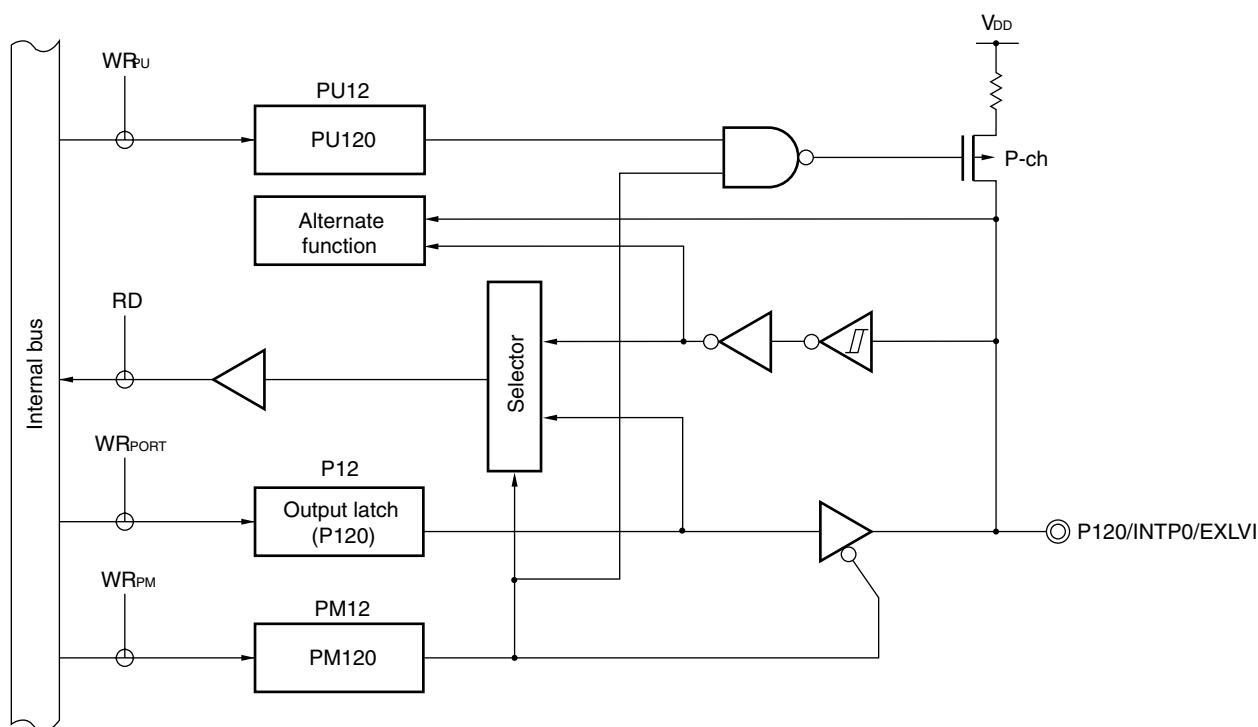 VDD
WRPU
PU12
PU120
P-ch
Alternate
function
RD
Selector
Internal bus
WRPORT
P12
Output latch
(P120)
P120/INTP0/EXLVI
WRPM
PM12
PM120